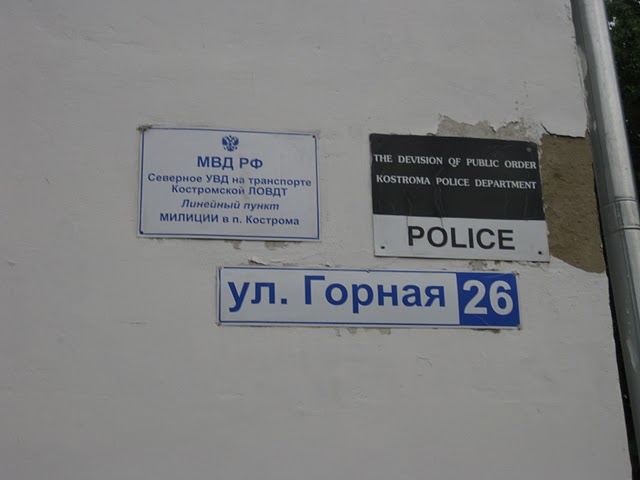 МВД РФ
Северное УВД на транспорте
Костромской ЛОВДТ
Линейный пункт
МИЛИЦИИ в п. Кострома
THE DEVISION OF PUBLIC ORDER
KOSTROMA POLICE DEPARTMENT
POLICE
ул. Горная 26